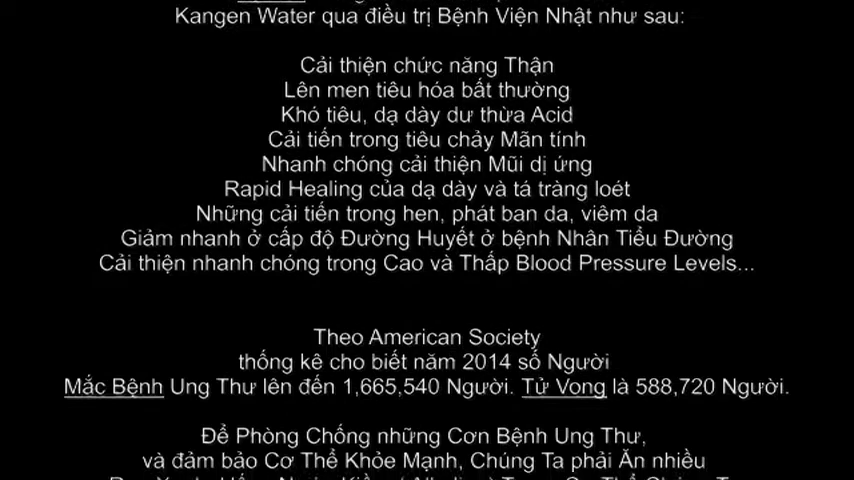 Kangen Water qua điều trị Bệnh Viện Nhật như sau:
Cải thiện chức năng Thận
Lên men tiêu hóa bất thường
Khó tiêu, dạ dày dư thừa Acid
Cải tiến trong tiêu chảy Mãn tính
Nhanh chóng cải thiện Mũi dị ứng
Rapid Healing của dạ dày và tá tràng loét
Những cải tiến trong hen, phát ban da, viêm da
Giảm nhanh ở cấp độ Đường Huyết ở bệnh Nhân Tiểu Đường
Cải thiện nhanh chóng trong Cao và Thấp Blood Pressure Levels...
Theo American Society
thống kê cho biết năm 2014 số Người
Mắc Bệnh Ung Thư lên đến 1,665,540 Người. Tử Vong là 588,720 Người.
Để Phòng Chống những Cơn Bệnh Ung Thư,
và đảm bảo Cơ Thể Khỏe Mạnh, Chúng Ta phải Ăn nhiều